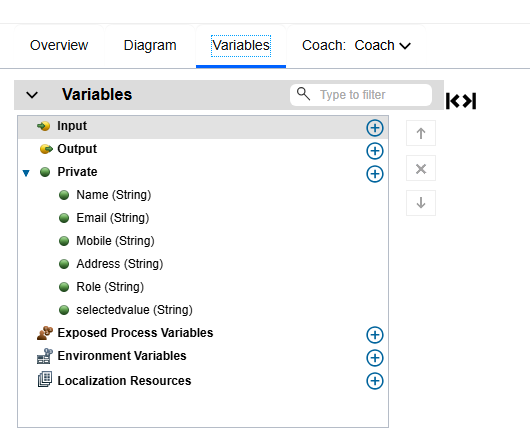 Overview Diagram Variables Coach: Coach
Variables Type to filter
Input
Output
Private
Name (String)
Email (String)
Mobile (String)
Address (String)
Role (String)
selectedvalue (String)
Exposed Process Variables
Environment Variables
Localization Resources